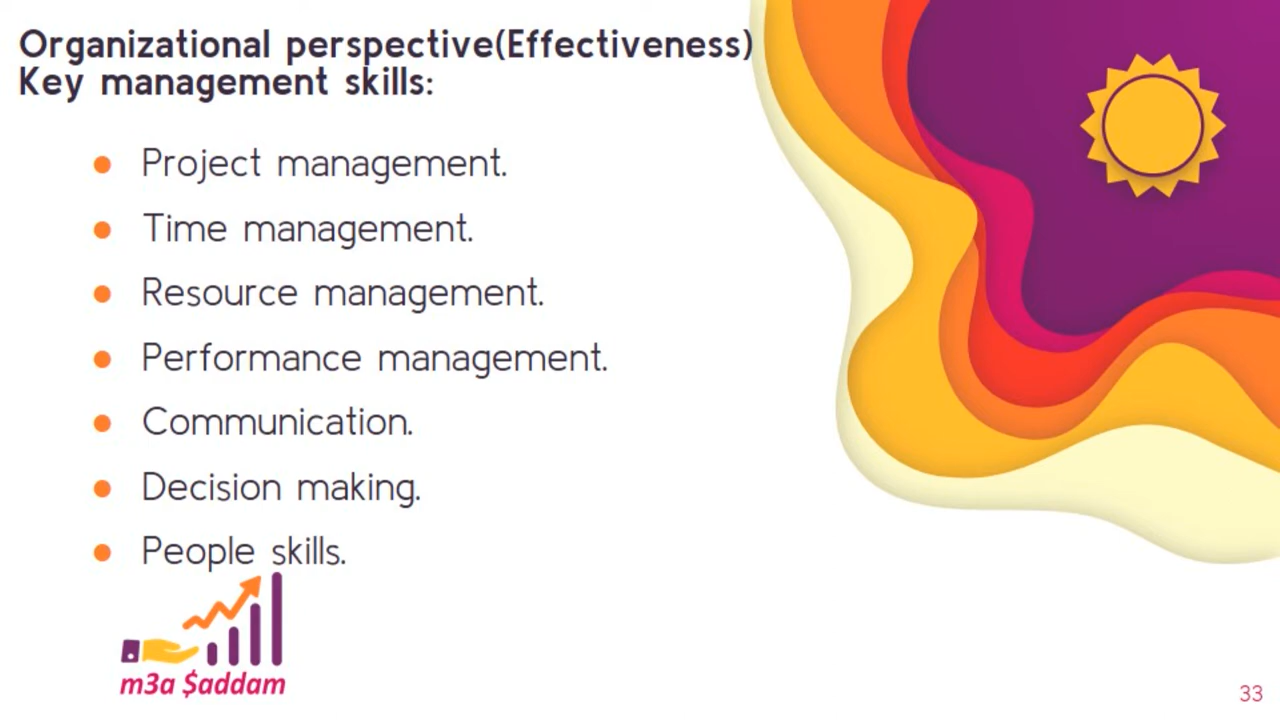 Organizational perspective(Effectiveness)
Key management skills:
Project management.
Time management.
Resource management.
Performance management.
Communication.
Decision making.
People skills.
m3a $addam
33